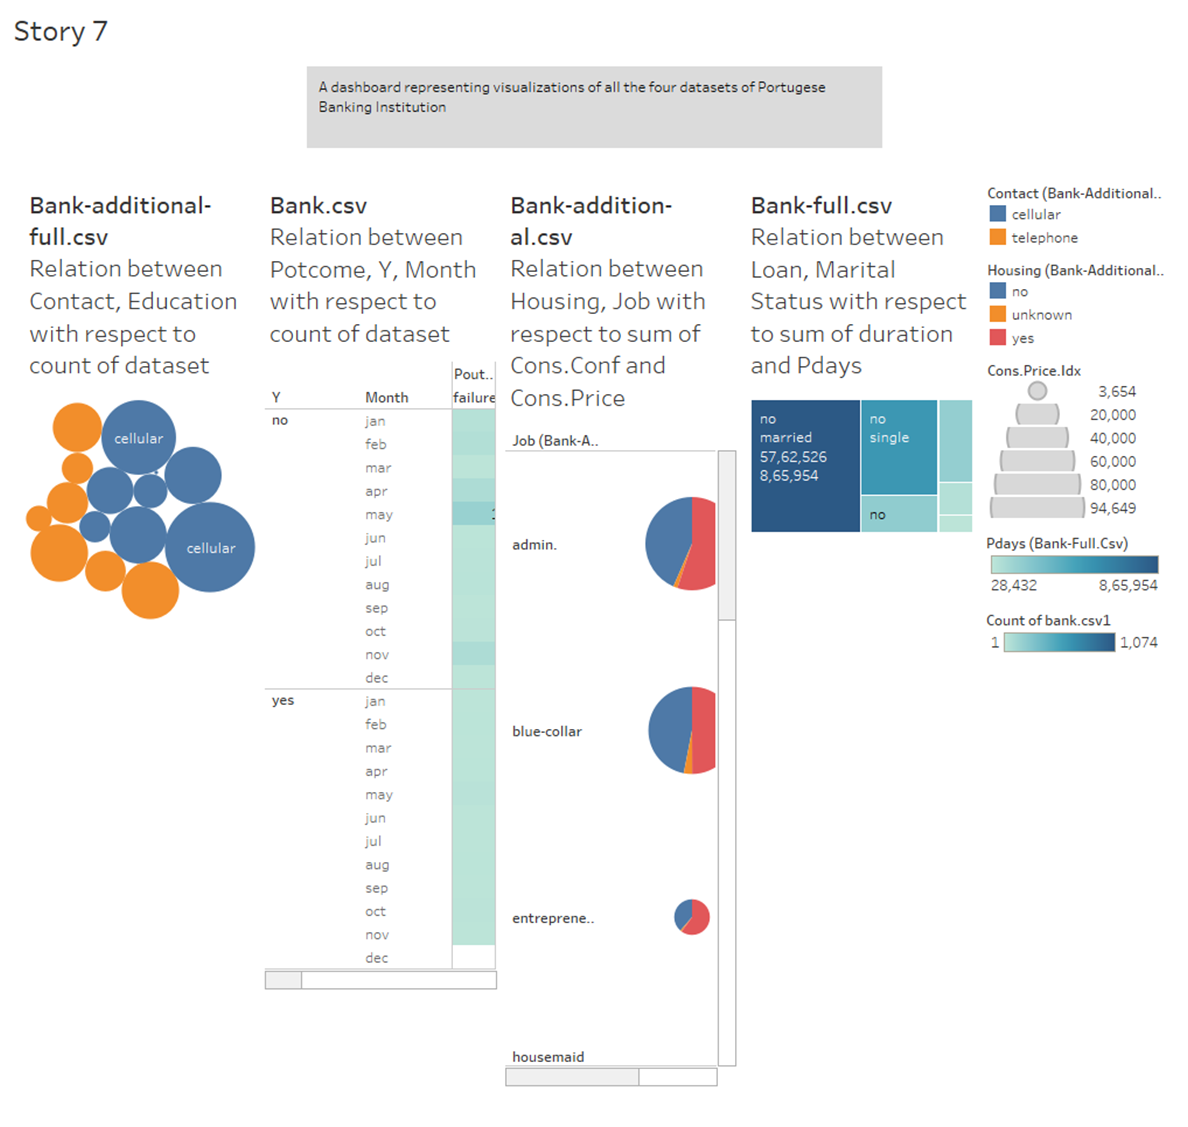 Story 7
A dashboard representing visualizations of all the four datasets of Portugese
Banking Institution
Bank-additional-
full.csv
Relation between
Contact, Education
with respect to
count of dataset
cellular
cellular
Bank.csv
Relation between
Potcome, Y, Month
with respect to
count of dataset
Pout..
Y
Month
failure
no
jan
feb
mar
apr
may
jun
jul
aug
sep
oct
nov
dec
yes
jan
feb
mar
apr
may
jun
jul
aug
sep
oct
nov
dec
Bank-addition-
al.csv
Relation between
Housing, Job with
respect to sum of
Cons.Conf and
Cons.Price
Job (Bank-A..
admin.
blue-collar
entreprene..
housemaid
Bank-full.csv
Relation between
Loan, Marital
Status with respect
to sum of duration
and Pdays
no
married
57,62,526
8,65,954
no
single
no
Contact (Bank-Additional..
cellular
telephone
Housing (Bank-Additional..
no
unknown
yes
Cons.Price.Idx
3,654
20,000
40,000
60,000
80,000
94,649
Pdays (Bank-Full.Csv)
28,432 8,65,954
Count of bank.csv1
1 1,074